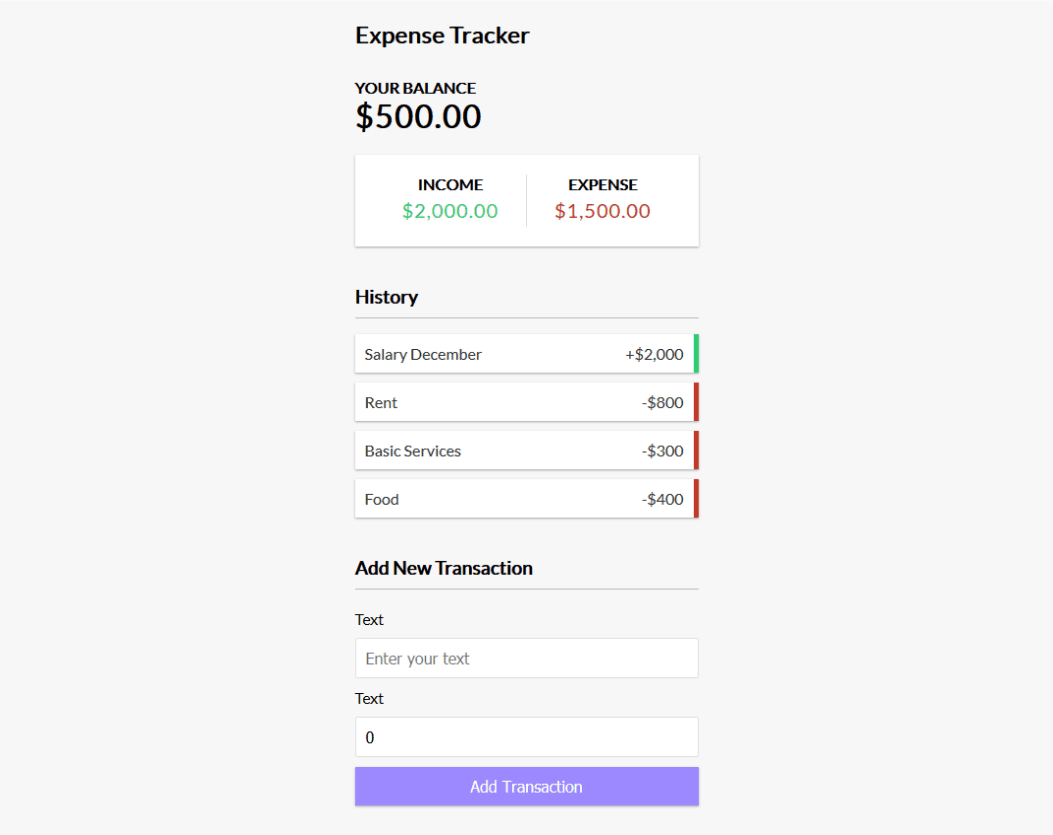 Expense Tracker
YOUR BALANCE
$500.00
INCOME EXPENSE
$2,000.00 $1,500.00
History
Salary December +$2,000
Rent -$800
Basic Services -$300
Food -$400
Add New Transaction
Text
Enter your text
Text
0
Add Transaction